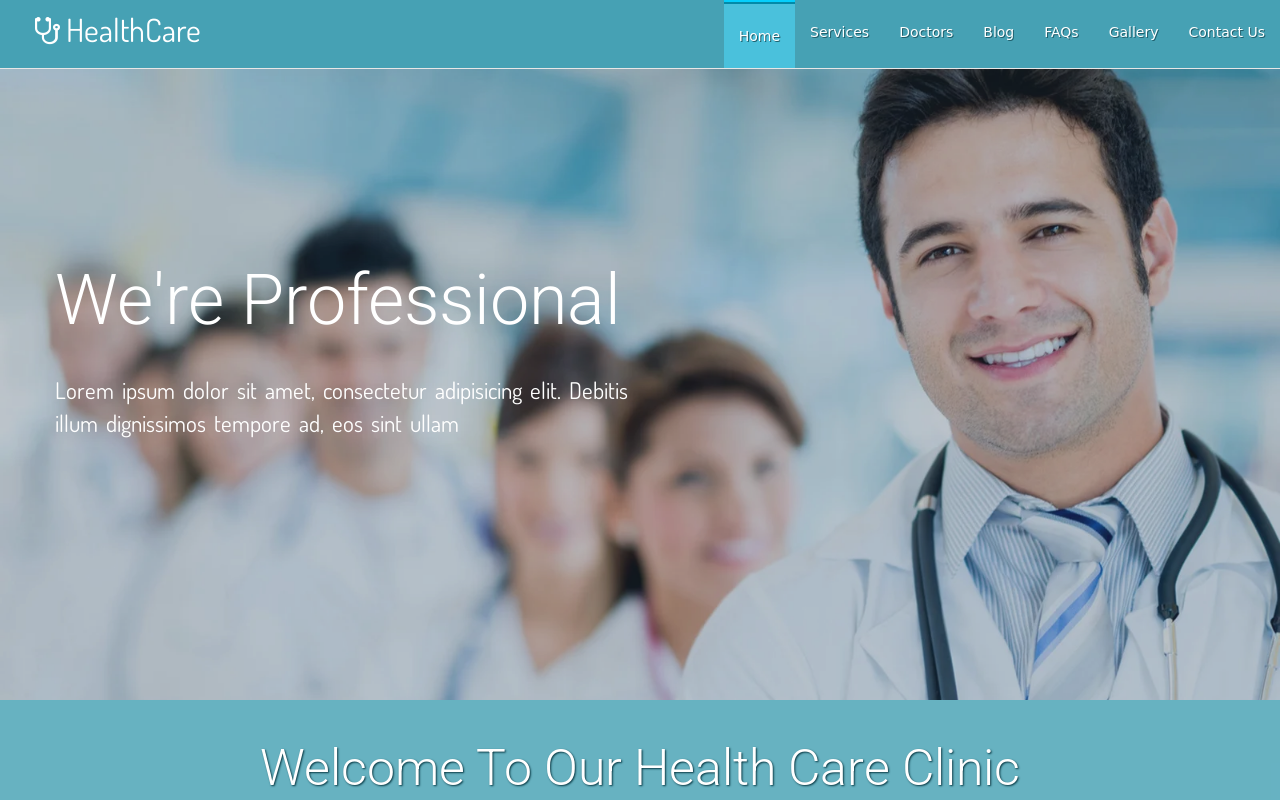 HealthCare
Home
Services
Doctors
Blog
FAQs
Gallery
Contact Us
We're Professional
Lorem ipsum dolor sit amet, consectetur adipisicing elit. Debitis
illum dignissimos tempore ad, eos sint ullam
Welcome To Our Health Care Clinic